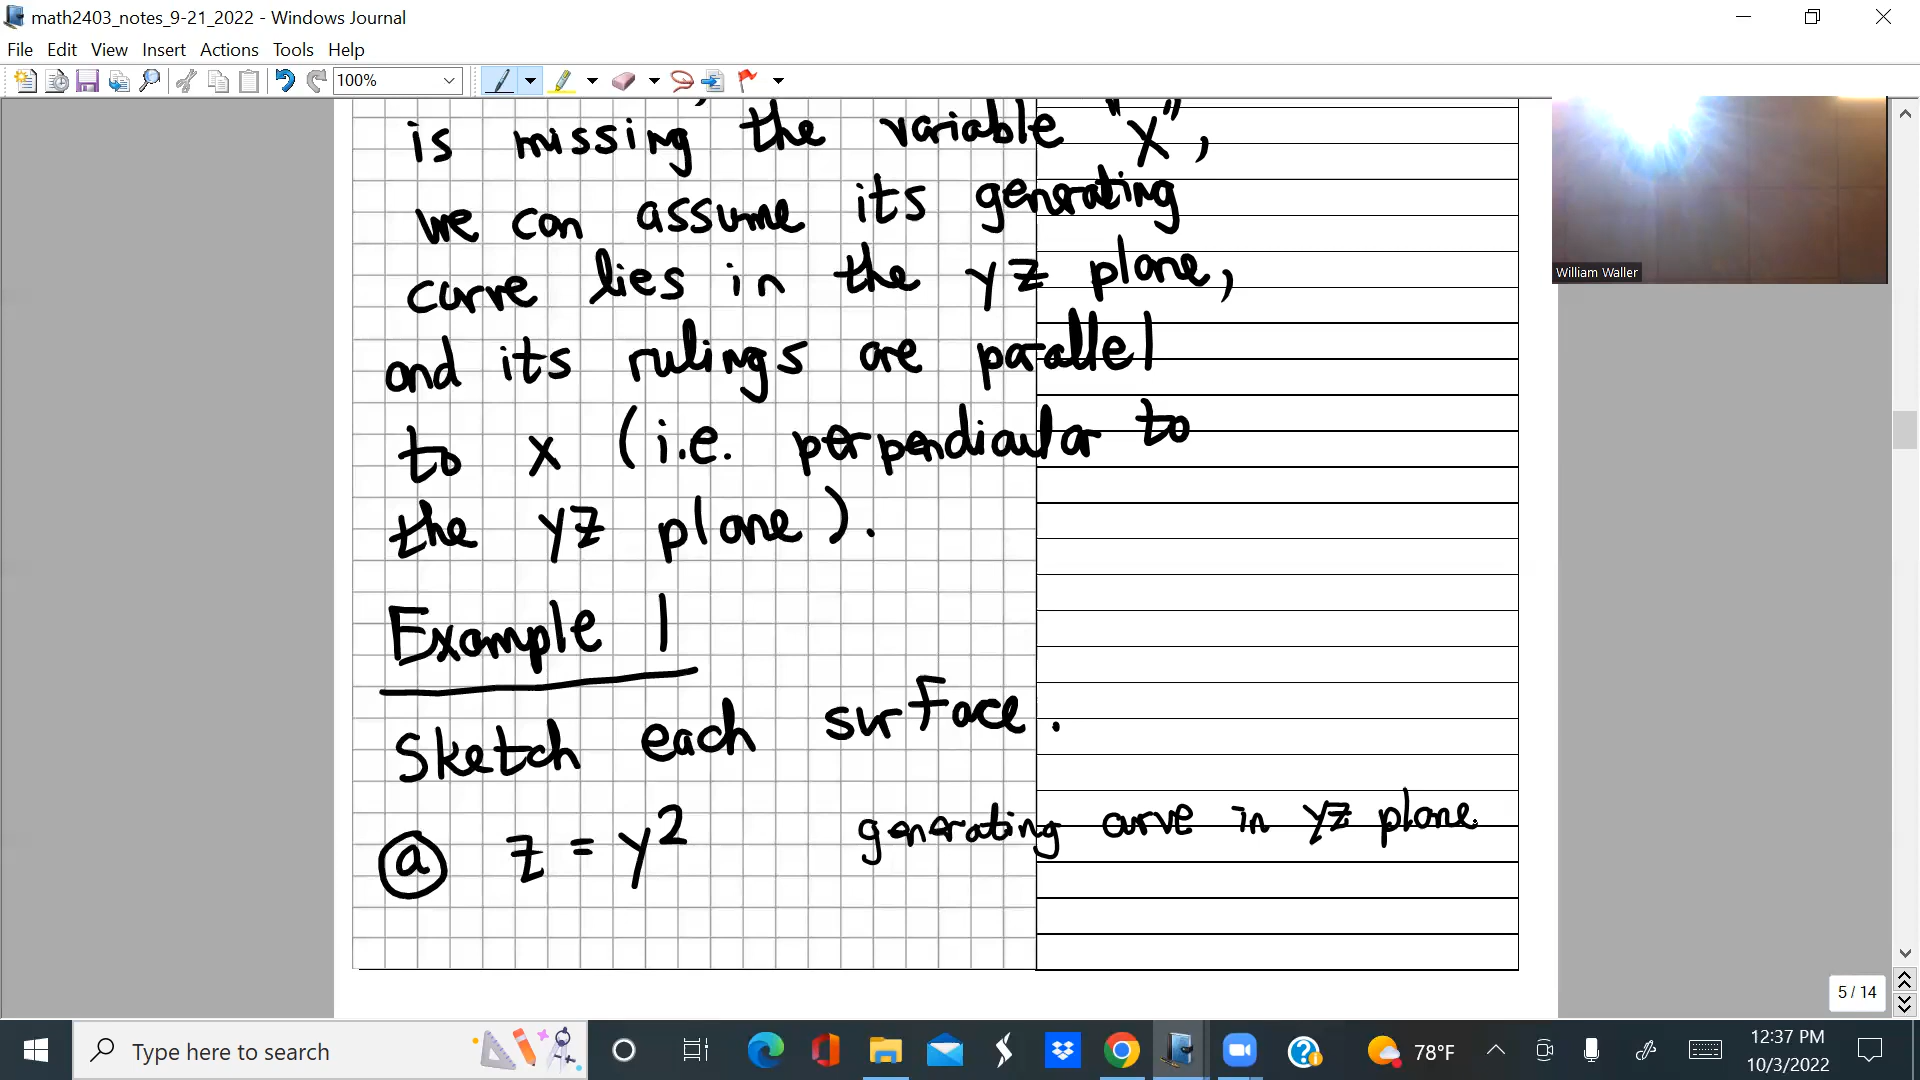 math2403_notes_9-21_2022 - Windows Journal
File Edit View Insert Actions Tools Help
100%
is missing the variable "x",
we can assume its generating
curve lies in the yz plane,
and its rulings are parallel
to x (i.e. perpendicular to
the yz plane).
Example 1
Sketch each surface.
(a) z = y² generating curve in yz plane.
William Waller
5 / 14
Type here to search
78°F
12:37 PM
10/3/2022